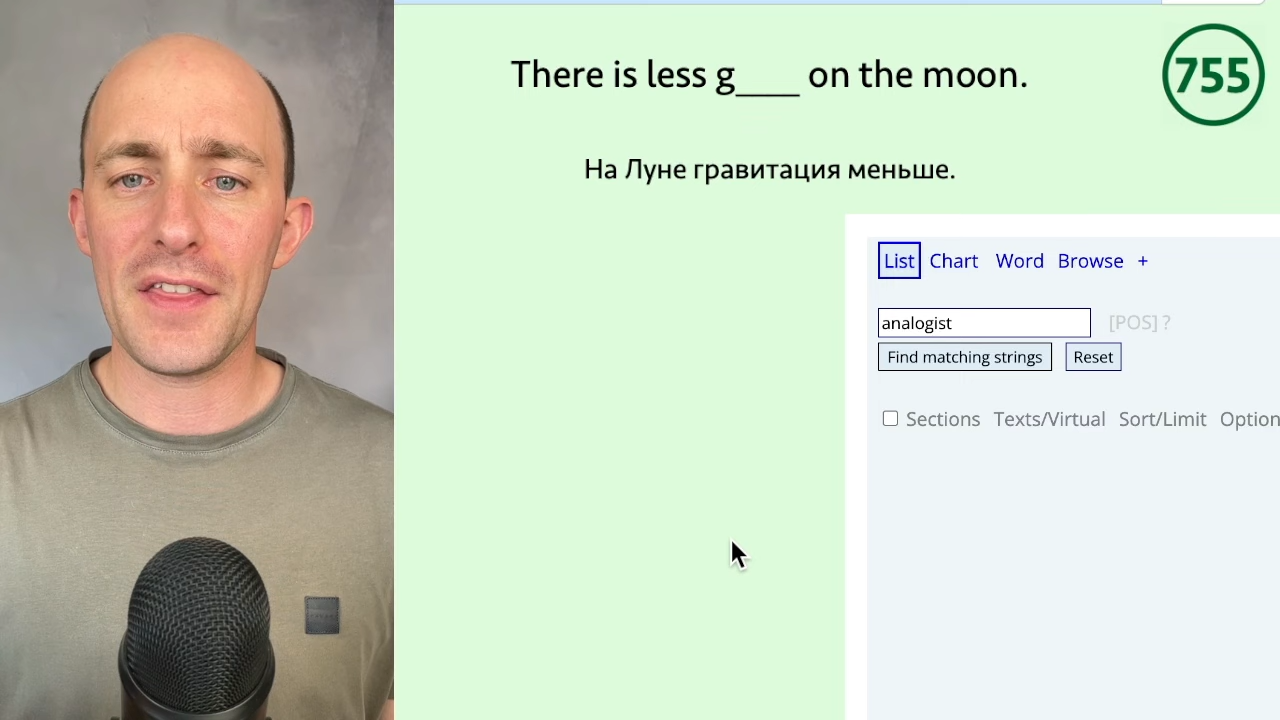 There is less g____ on the moon.
755
На Луне гравитация меньше.
List Chart Word Browse +
analogist [POS] ?
Find matching strings Reset
Sections Texts/Virtual Sort/Limit Option